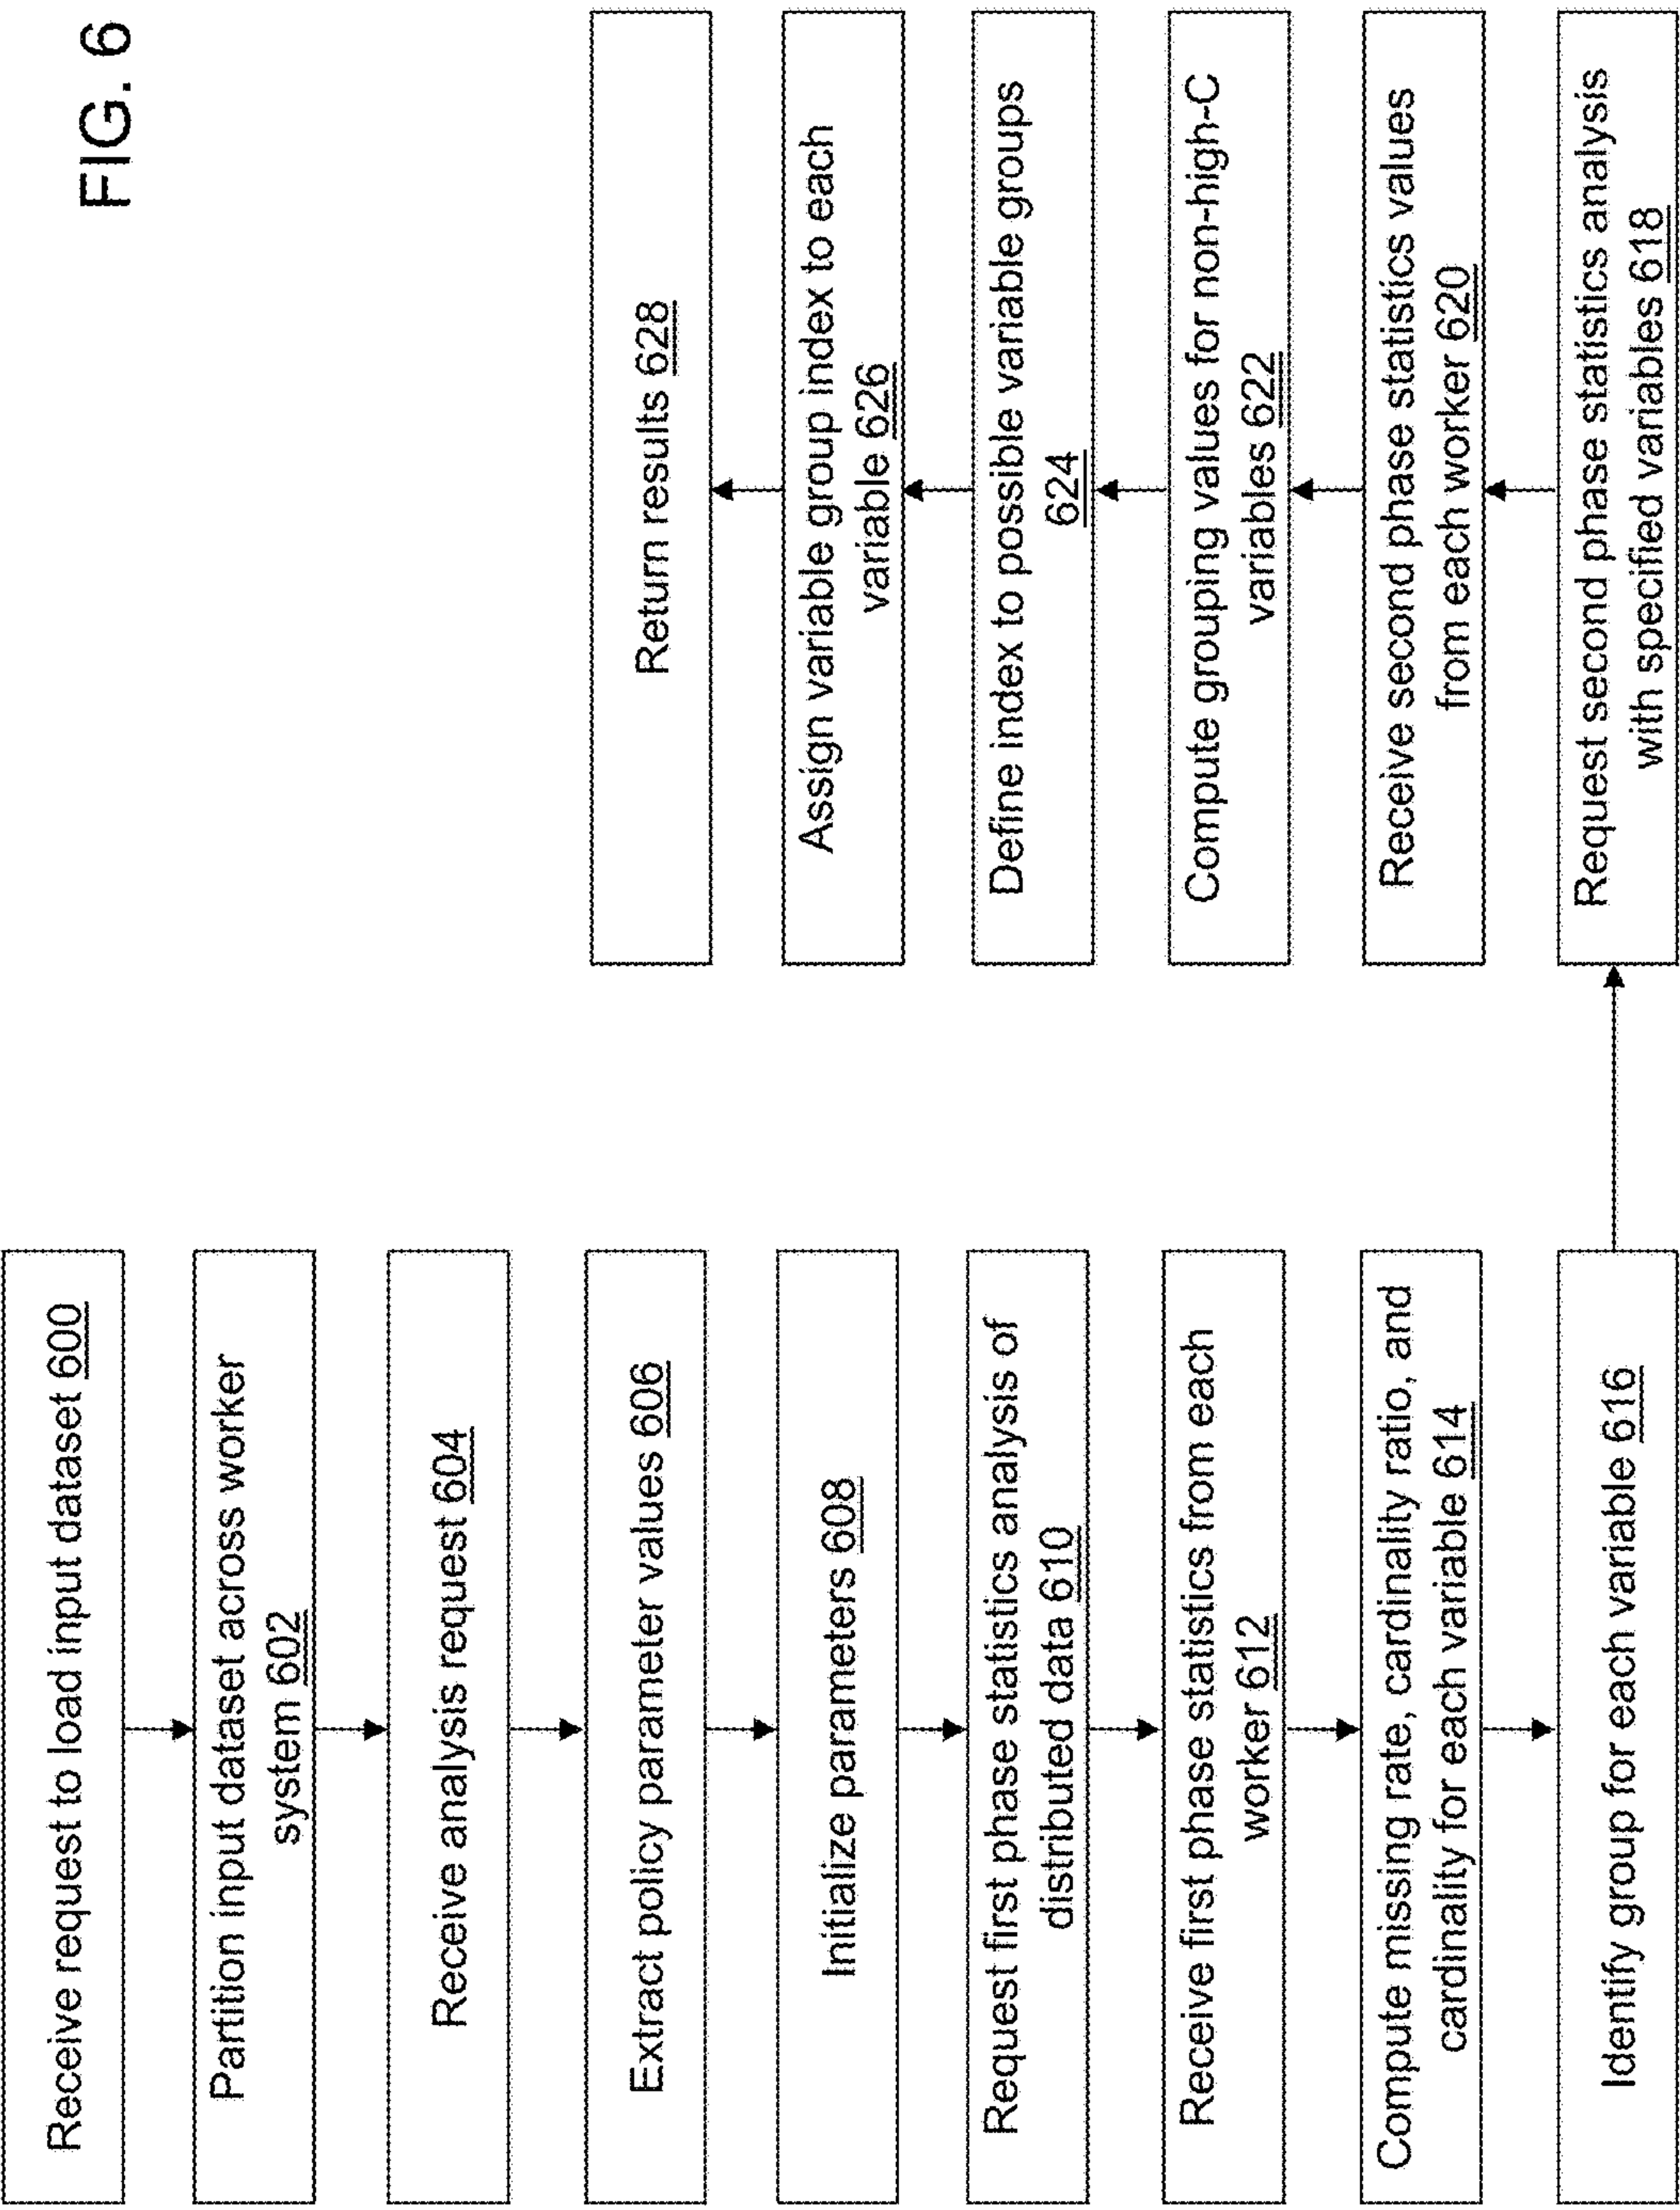 FIG. 6
Receive request to load input dataset 600
Partition input dataset across worker
system 602
Receive analysis request 604
Extract policy parameter values 606
Initialize parameters 608
Request first phase statistics analysis of
distributed data 610
Receive first phase statistics from each
worker 612
Compute missing rate, cardinality ratio, and
cardinality for each variable 614
Identify group for each variable 616
Request second phase statistics analysis
with specified variables 618
Receive second phase statistics values
from each worker 620
Compute grouping values for non-high-C
variables 622
Define index to possible variable groups
624
Assign variable group index to each
variable 626
Return results 628